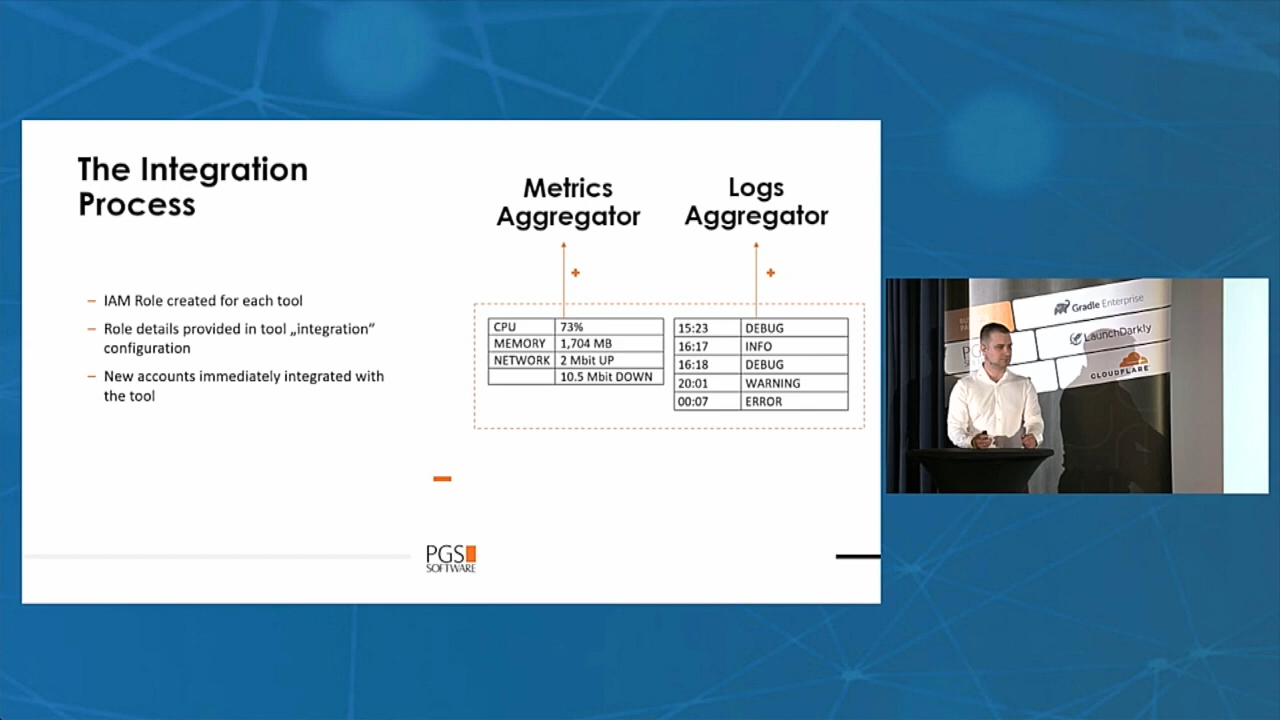 The Integration
Process
– IAM Role created for each tool
– Role details provided in tool „integration”
configuration
– New accounts immediately integrated with
the tool
Metrics
Aggregator
Logs
Aggregator
CPU 73%
MEMORY 1,704 MB
NETWORK 2 Mbit UP
10.5 Mbit DOWN
15:23 DEBUG
16:17 INFO
16:18 DEBUG
20:01 WARNING
00:07 ERROR
PGS
SOFTWARE
Gradle Enterprise
LaunchDarkly
CLOUDFLARE